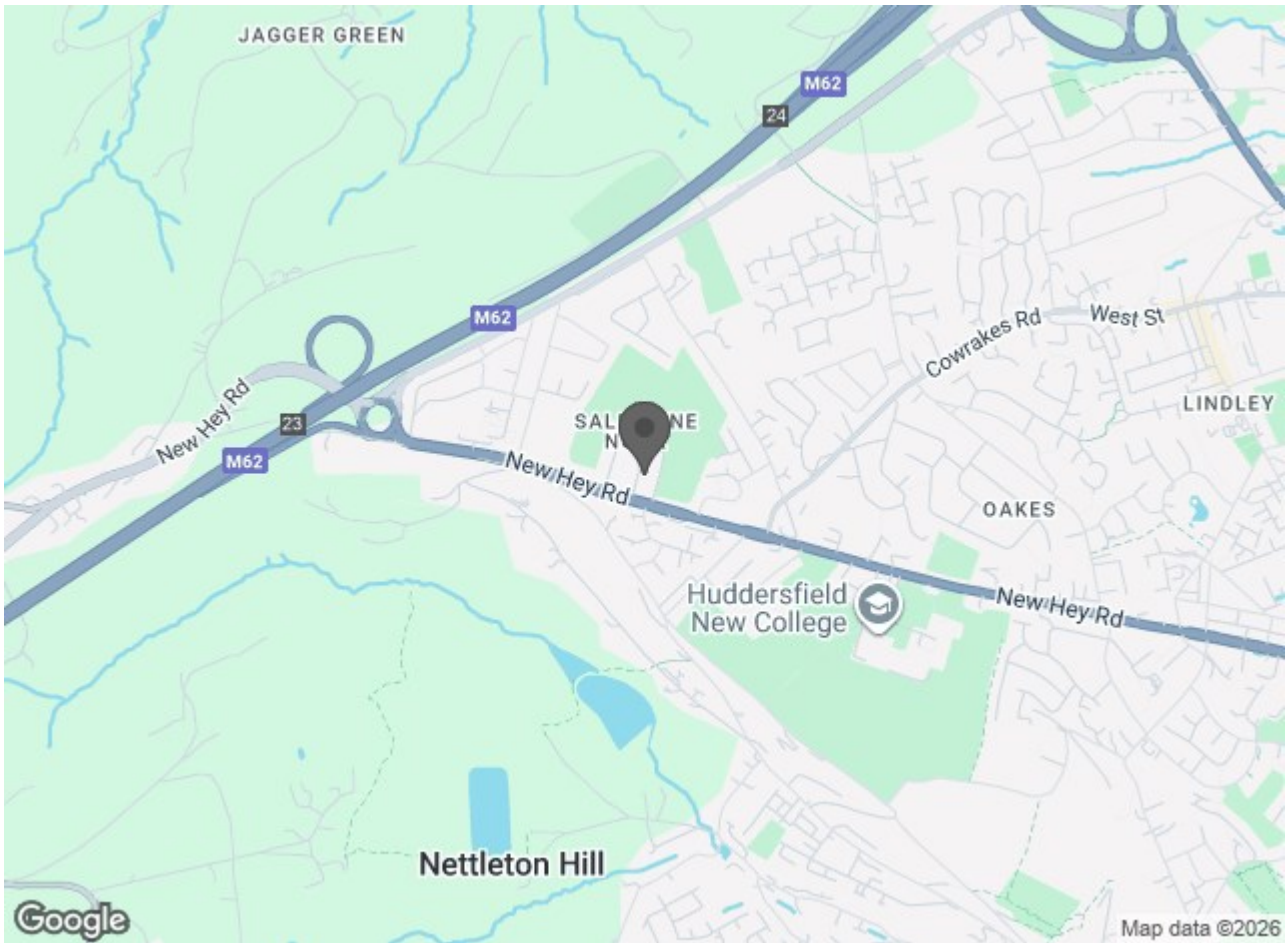 JAGGER GREEN
M62
24
M62
West St
Cowrakes Rd
LINDLEY
New Hey Rd
23
M62
New Hey Rd
OAKES
Huddersfield
New College
New Hey Rd
Nettleton Hill
Google
Map data ©2026